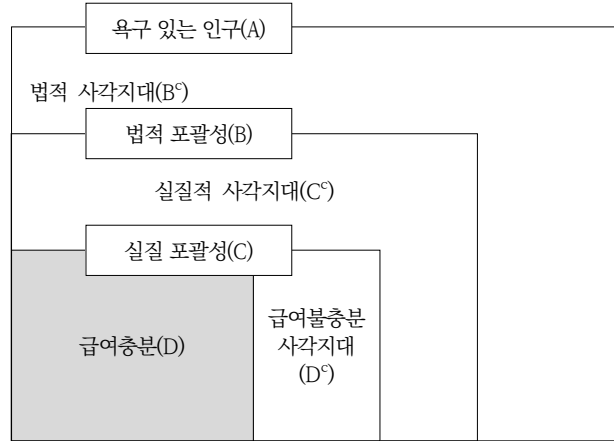 욕구 있는 인구(A)
법적 사각지대(Bᶜ)
법적 포괄성(B)
실질적 사각지대(Cᶜ)
실질 포괄성(C)
급여충분(D)
급여불충분
사각지대
(Dᶜ)